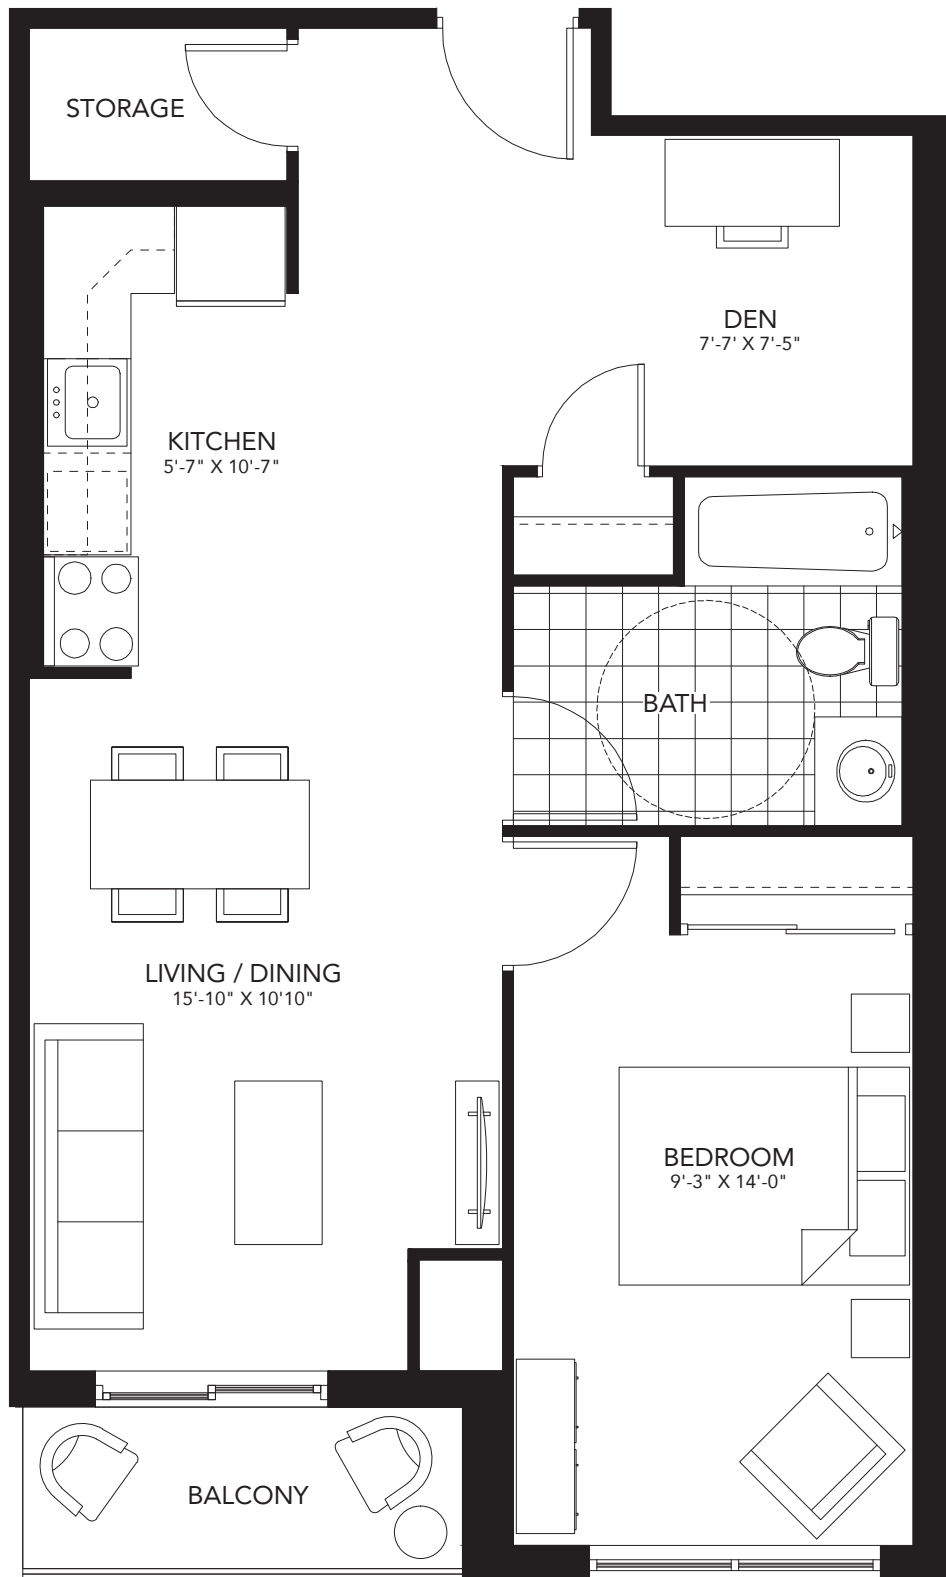 STORAGE
DEN
7'-7' X 7'-5"
KITCHEN
5'-7" X 10'-7"
BATH
LIVING / DINING
15'-10" X 10'10"
BEDROOM
9'-3" X 14'-0"
BALCONY